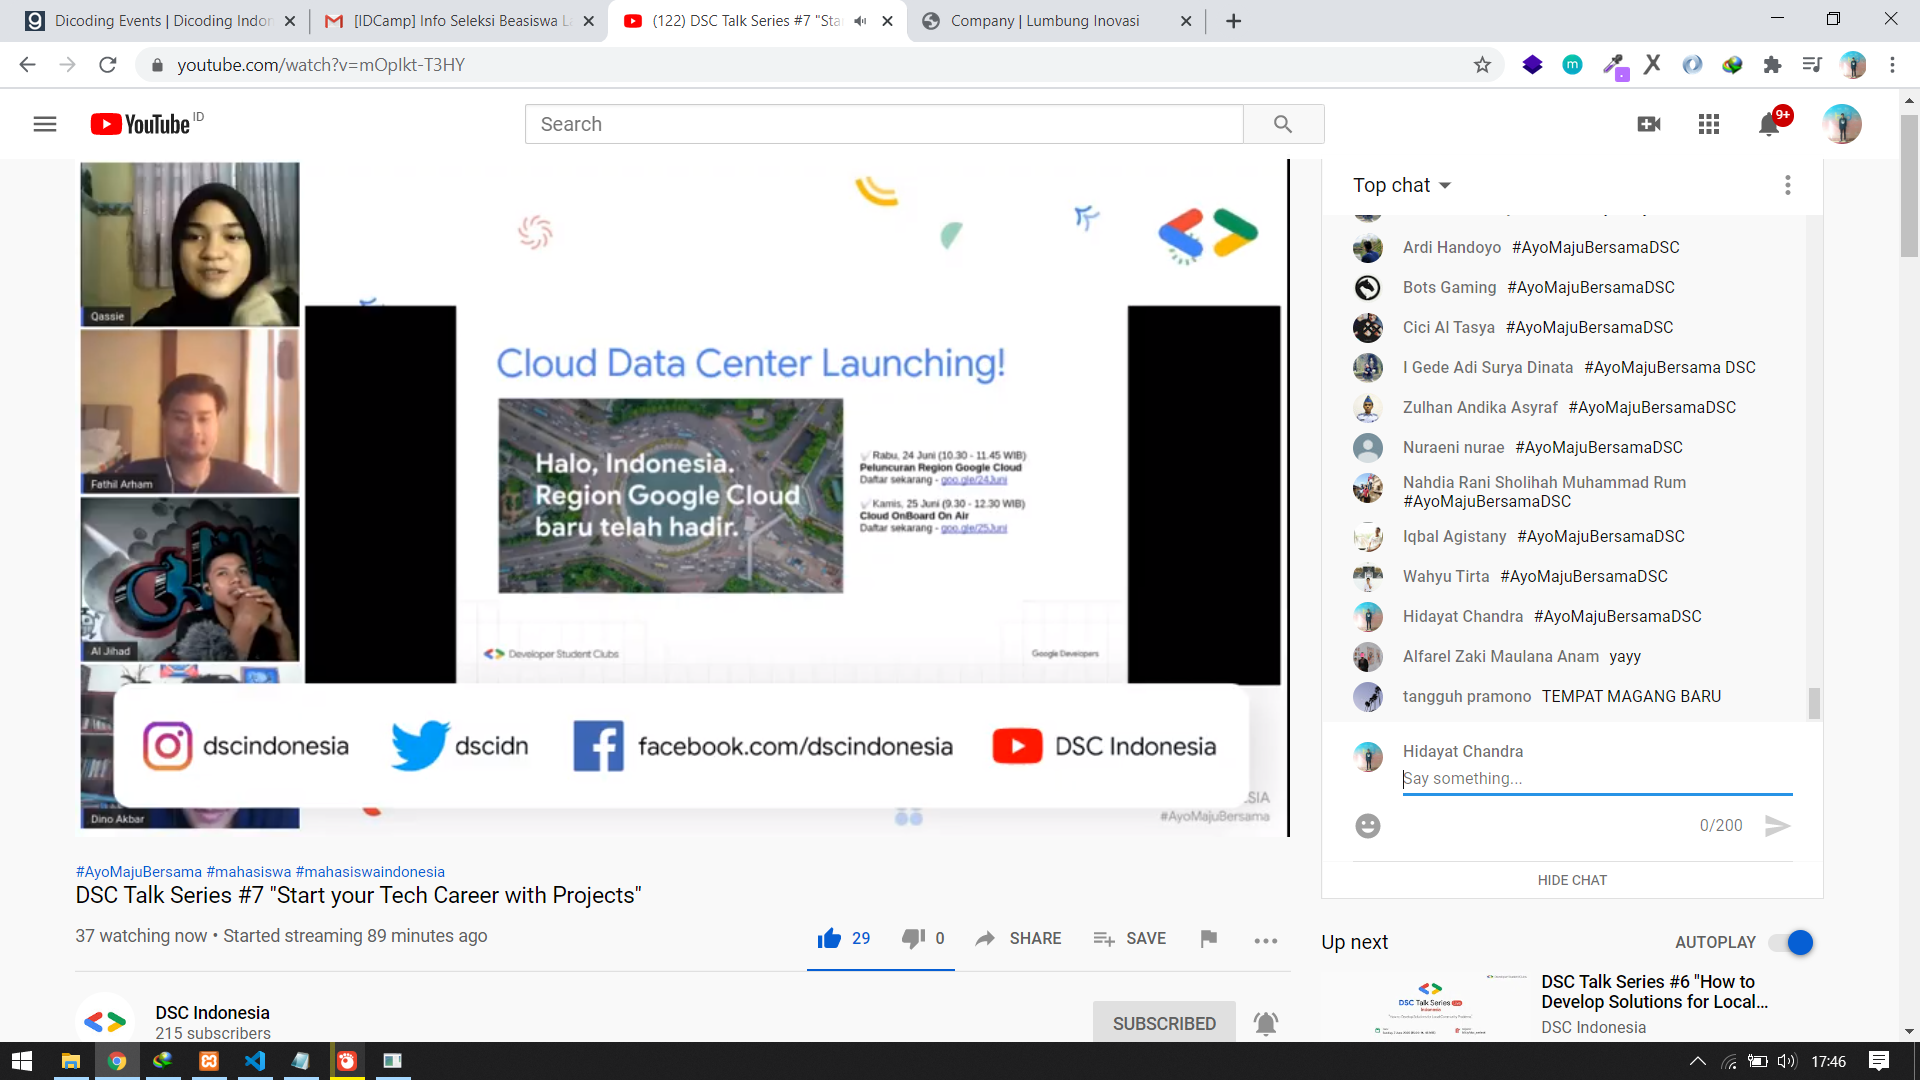 Dicoding Events | Dicoding Indon
[IDCamp] Info Seleksi Beasiswa L
(122) DSC Talk Series #7 "Sta
Company | Lumbung Inovasi
youtube.com/watch?v=mOpIkt-T3HY
YouTube ID
Search
9+
Qassie
Fathil Arham
Al Jihad
Dino Akbar
Cloud Data Center Launching!
Halo, Indonesia.
Region Google Cloud
baru telah hadir.
Rabu, 24 Juni (10.30 - 11.45 WIB)
Peluncuran Region Google Cloud
Daftar sekarang - goo.gle/24Juni
Kamis, 25 Juni (9.30 - 12.30 WIB)
Cloud OnBoard On Air
Daftar sekarang - goo.gle/25Juni
Developer Student Clubs
Google Developers
dscindonesia
dscidn
facebook.com/dscindonesia
DSC Indonesia
SIA
#AyoMajuBersama
#AyoMajuBersama #mahasiswa #mahasiswaindonesia
DSC Talk Series #7 "Start your Tech Career with Projects"
37 watching now • Started streaming 89 minutes ago
29
0
SHARE
SAVE
DSC Indonesia
215 subscribers
SUBSCRIBED
Top chat
Ardi Handoyo #AyoMajuBersamaDSC
Bots Gaming #AyoMajuBersamaDSC
Cici Al Tasya #AyoMajuBersamaDSC
I Gede Adi Surya Dinata #AyoMajuBersama DSC
Zulhan Andika Asyraf #AyoMajuBersamaDSC
Nuraeni nurae #AyoMajuBersamaDSC
Nahdia Rani Sholihah Muhammad Rum
#AyoMajuBersamaDSC
Iqbal Agistany #AyoMajuBersamaDSC
Wahyu Tirta #AyoMajuBersamaDSC
Hidayat Chandra #AyoMajuBersamaDSC
Alfarel Zaki Maulana Anam yayy
tangguh pramono TEMPAT MAGANG BARU
Hidayat Chandra
Say something...
0/200
HIDE CHAT
Up next
AUTOPLAY
DSC Talk Series
DSC Talk Series #6 "How to
Develop Solutions for Local...
DSC Indonesia
17:46